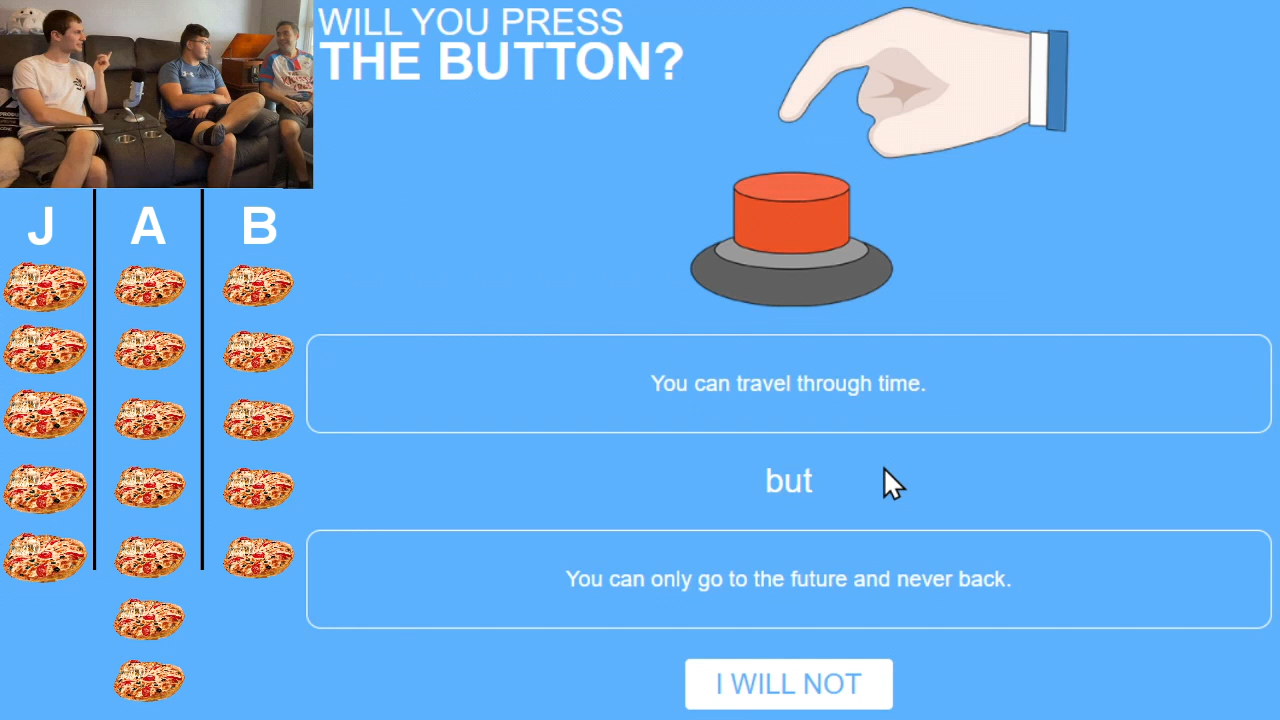 WILL YOU PRESS
THE BUTTON?
J A B
You can travel through time.
but
You can only go to the future and never back.
I WILL NOT